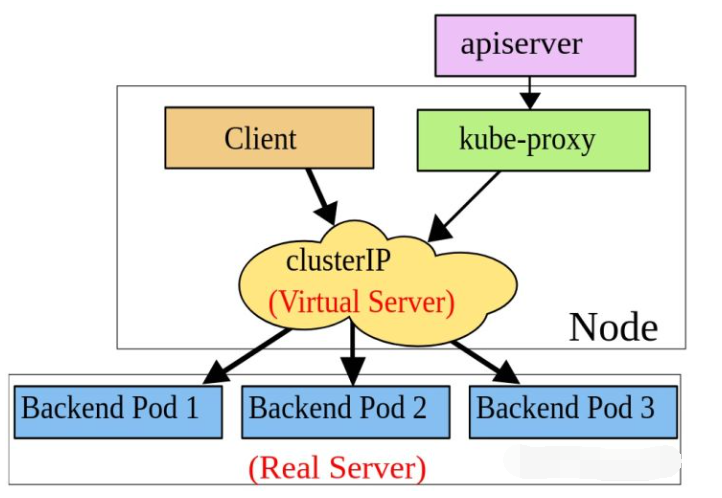 apiserver
Client
kube-proxy
clusterIP
(Virtual Server)
Node
Backend Pod 1
Backend Pod 2
Backend Pod 3
(Real Server)